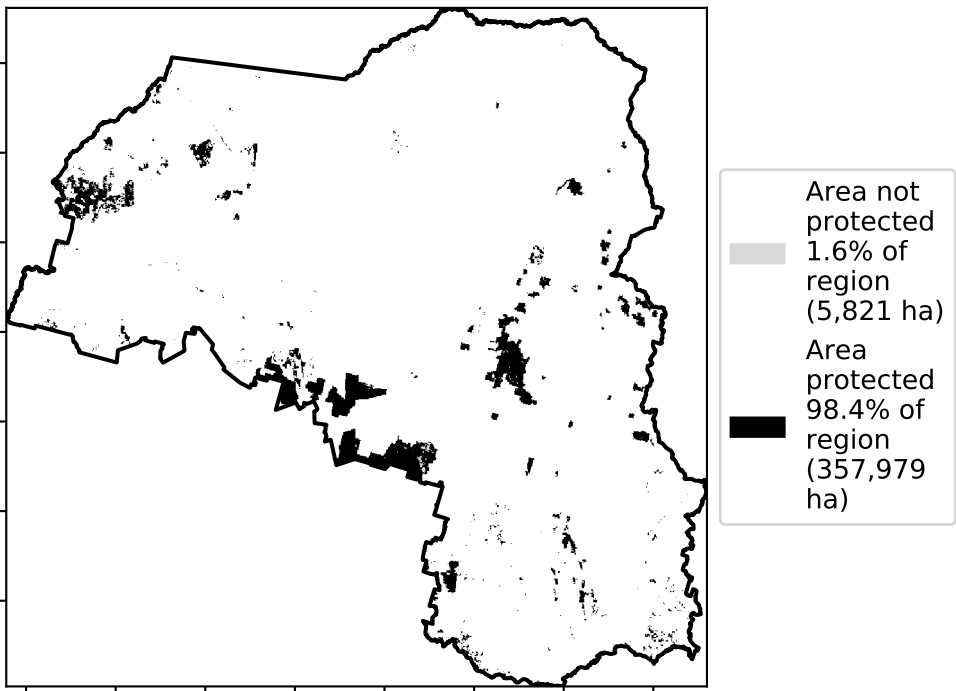 Area not
protected
1.6% of
region
(5,821 ha)
Area
protected
98.4% of
region
(357,979
ha)